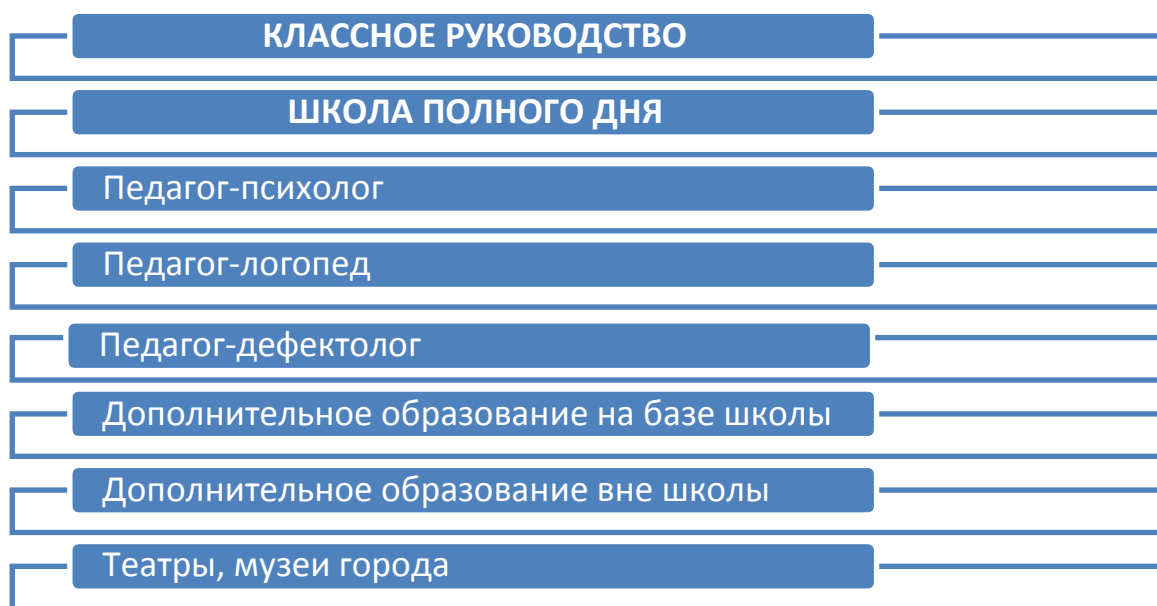 КЛАССНОЕ РУКОВОДСТВО
ШКОЛА ПОЛНОГО ДНЯ
Педагог-психолог
Педагог-логопед
Педагог-дефектолог
Дополнительное образование на базе школы
Дополнительное образование вне школы
Театры, музеи города